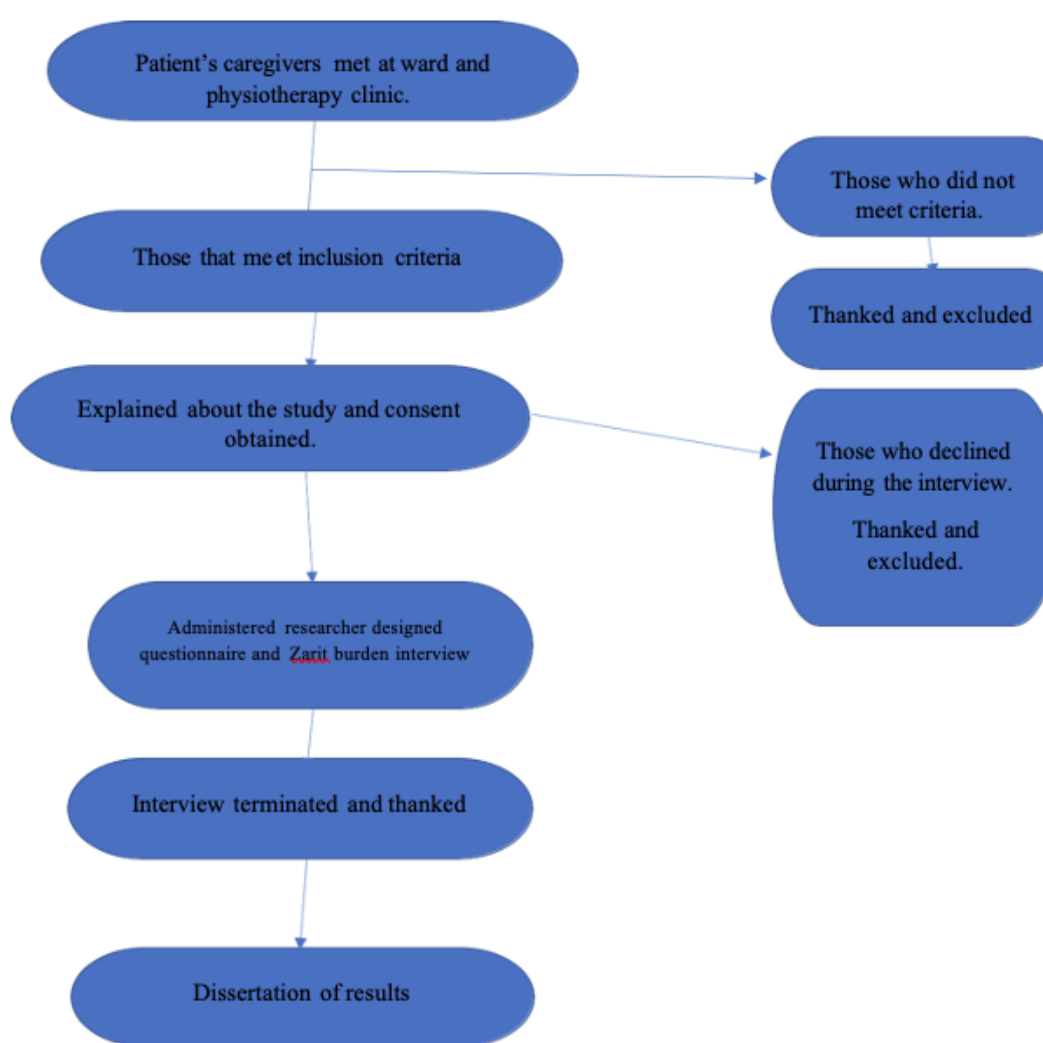 Patient's caregivers met at ward and
physiotherapy clinic.
Those who did not
meet criteria.
Those that meet inclusion criteria
Thanked and excluded
Explained about the study and consent
obtained.
Those who declined
during the interview.
Thanked and
excluded.
Administered researcher designed
questionnaire and Zarit burden interview
Interview terminated and thanked
Dissertation of results